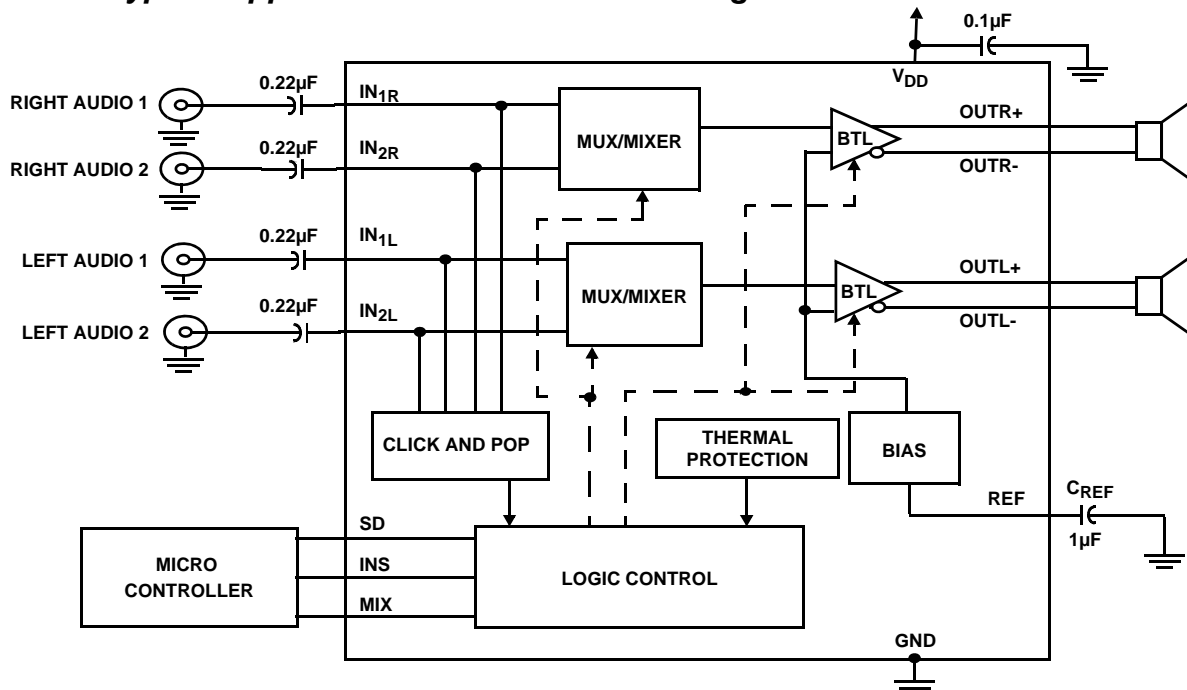 0.1µF
V_DD
RIGHT AUDIO 1
0.22µF
IN_1R
MUX/MIXER
BTL
OUTR+
RIGHT AUDIO 2
0.22µF
IN_2R
OUTR-
LEFT AUDIO 1
0.22µF
IN_1L
MUX/MIXER
BTL
OUTL+
LEFT AUDIO 2
0.22µF
IN_2L
OUTL-
CLICK AND POP
THERMAL
PROTECTION
BIAS
REF
C_REF
1µF
MICRO
CONTROLLER
SD
INS
MIX
LOGIC CONTROL
GND